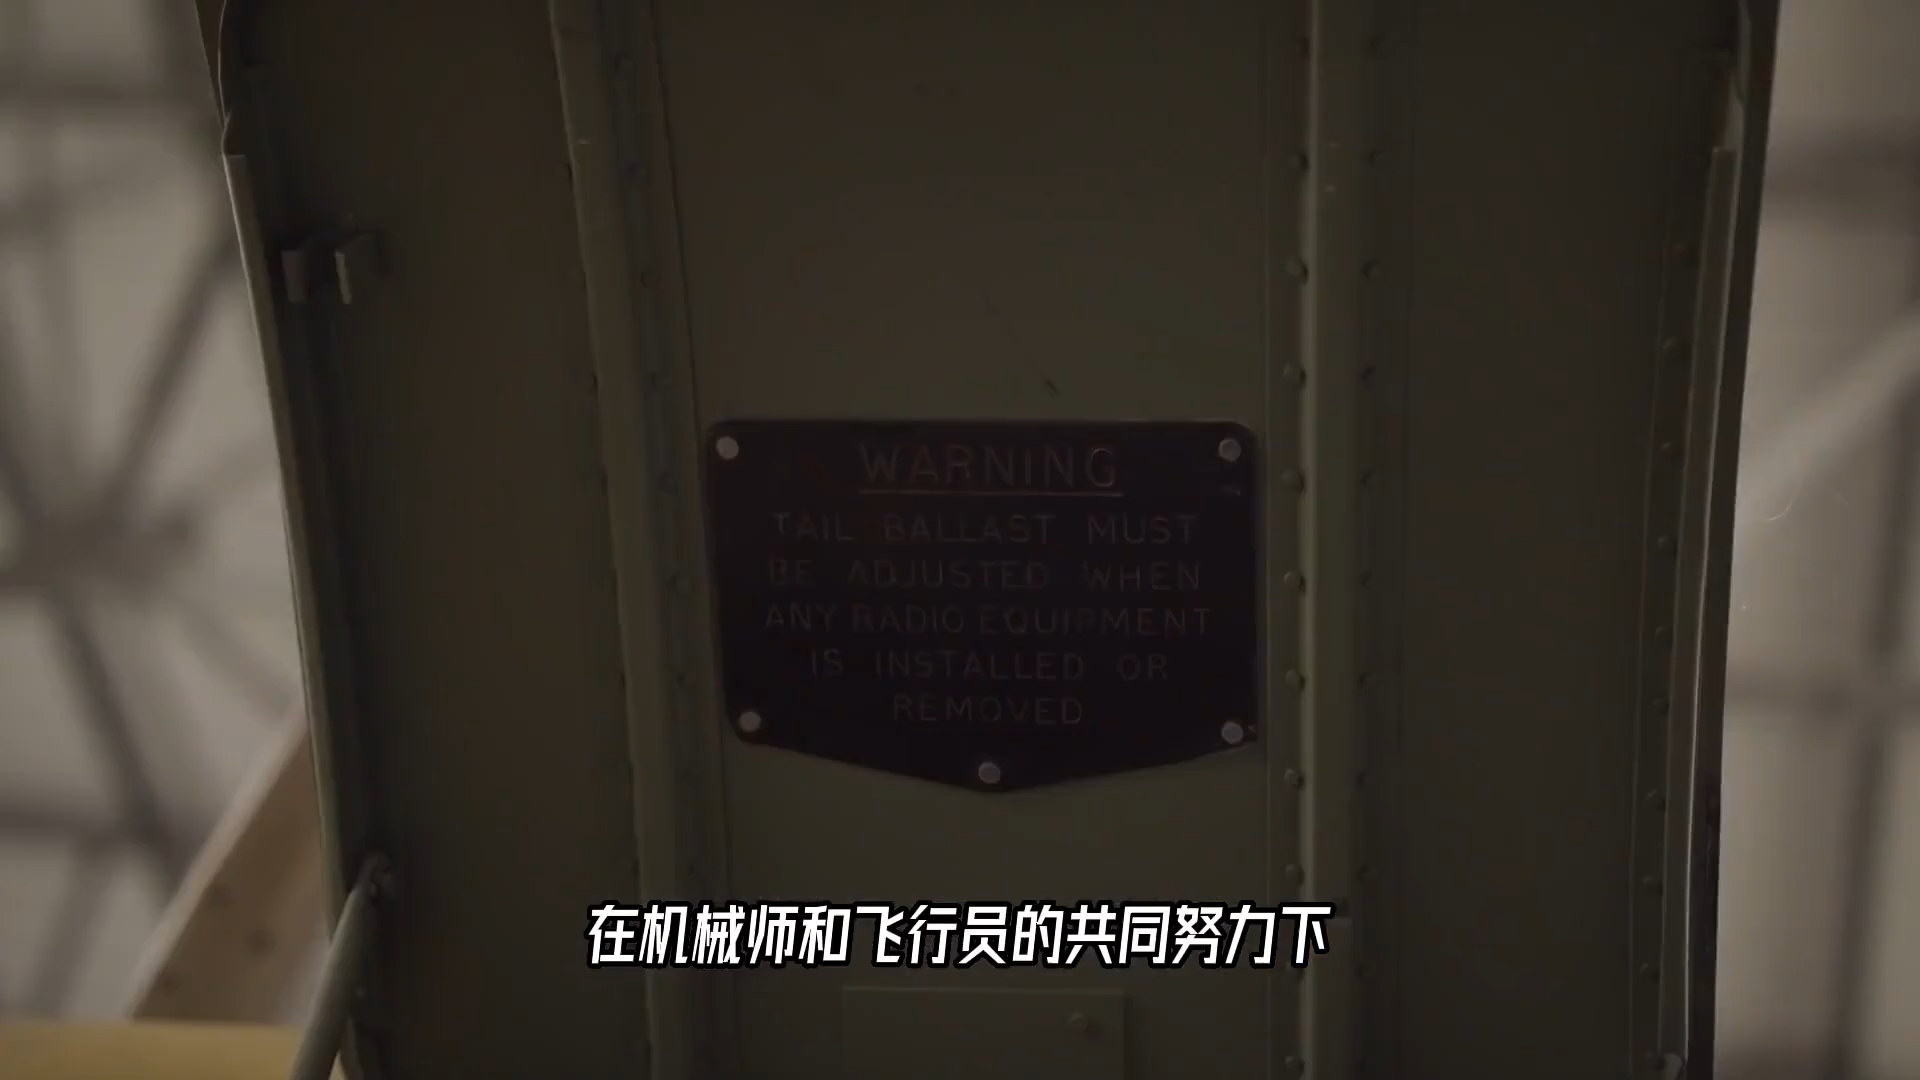 WARNING
TAIL BALLAST MUST
BE ADJUSTED WHEN
ANY RADIO EQUIPMENT
IS INSTALLED OR
REMOVED
在机械师和飞行员的共同努力下